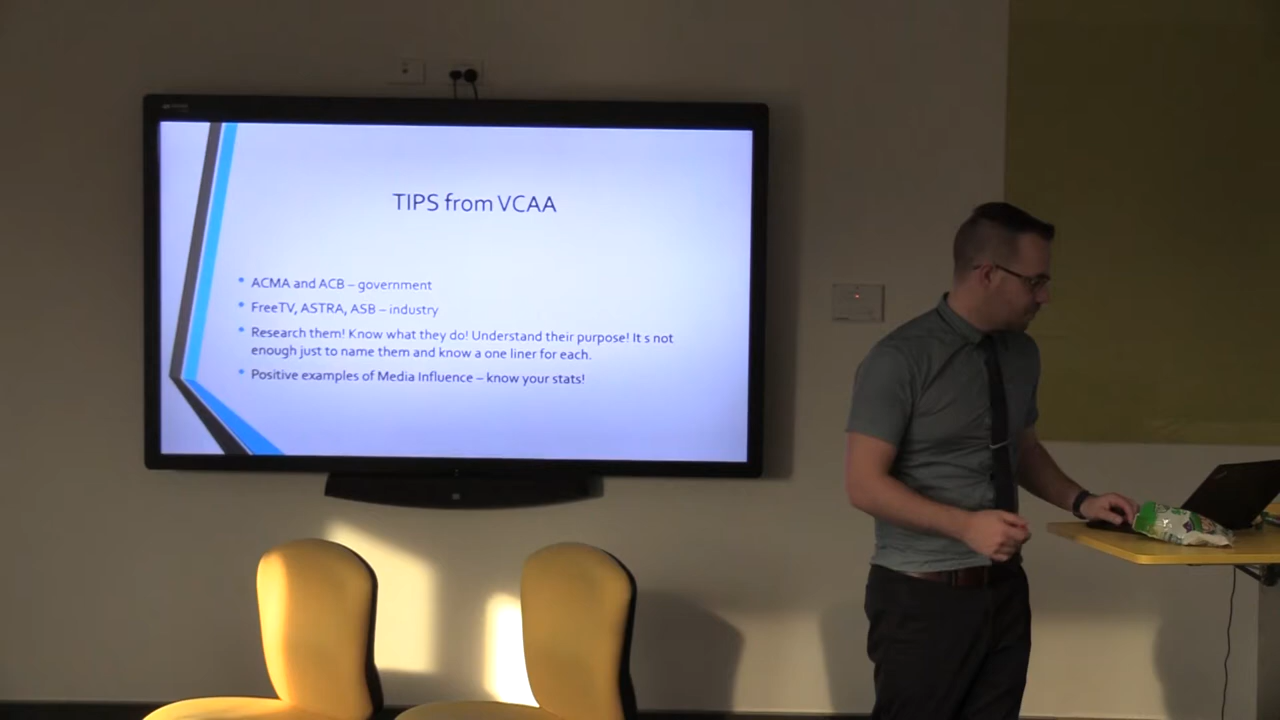 TIPS from VCAA
ACMA and ACB – government
FreeTV, ASTRA, ASB – industry
Research them! Know what they do! Understand their purpose! It s not
enough just to name them and know a one liner for each.
Positive examples of Media Influence – know your stats!